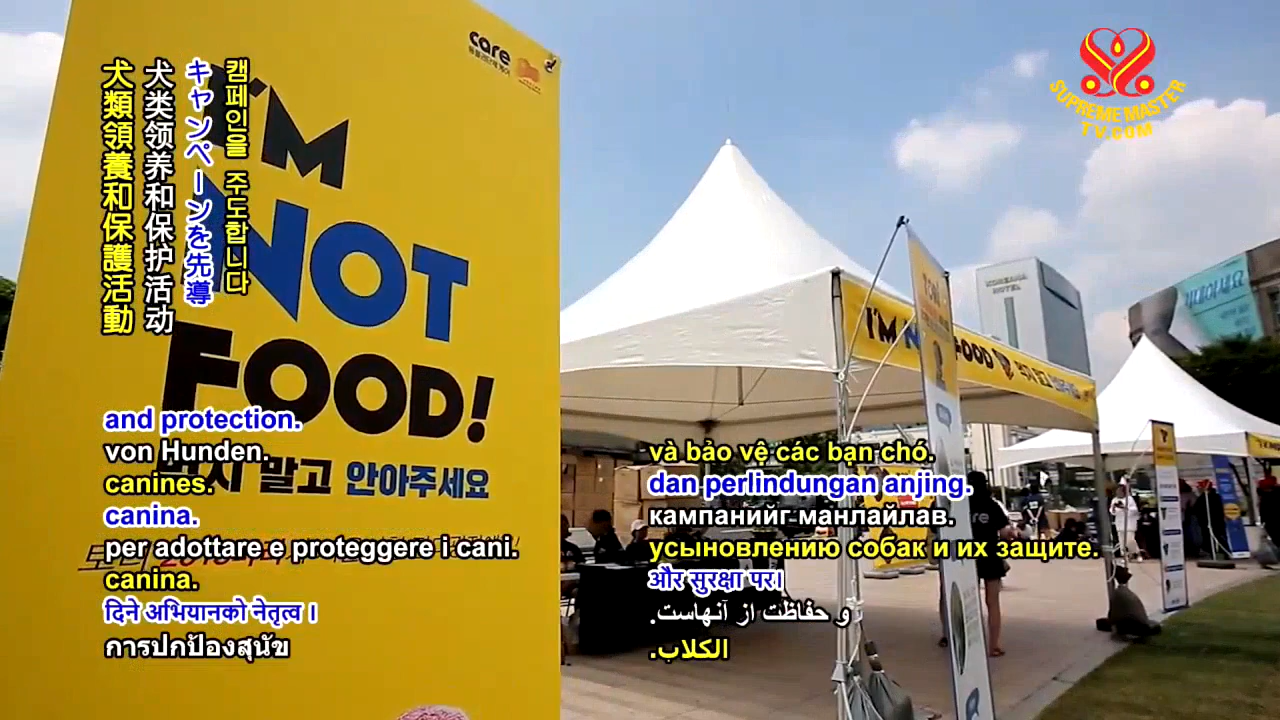 care
I'M
NOT
FOOD!
말고 안아주세요
캠페인을 주도합니다
キャンペーンを先導
犬类领养和保护活动
犬類領養和保護活動
SUPREME MASTER
TV.COM
KOREANA
HOTEL
I'M FOOD
and protection.
von Hunden.
canines.
canina.
per adottare e proteggere i cani.
canina.
दिने अभियानको नेतृत्व ।
การปกป้องสุนัข
và bảo vệ các bạn chó.
dan perlindungan anjing.
кампанийг манлайлав.
усыновлению собак и их защите.
और सुरक्षा पर।
و حفاظت از آنهاست.
الكلاب.